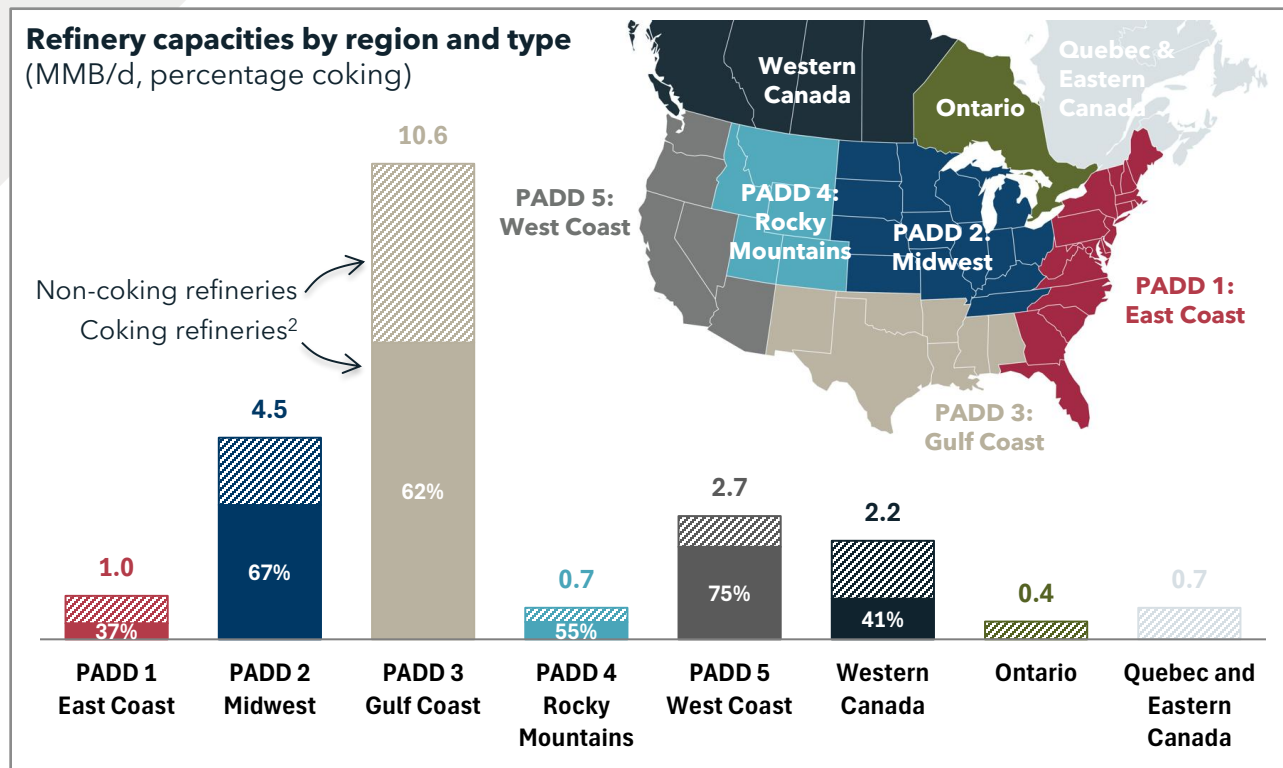 Refinery capacities by region and type
(MMB/d, percentage coking)
Western
Canada
Quebec &
Eastern
Canada
Ontario
PADD 5:
West Coast
PADD 4:
Rocky
Mountains
PADD 2:
Midwest
PADD 1:
East Coast
PADD 3:
Gulf Coast
Non-coking refineries
Coking refineries²
1.0
37%
4.5
67%
10.6
62%
0.7
55%
2.7
75%
2.2
41%
0.4
0.7
PADD 1
East Coast
PADD 2
Midwest
PADD 3
Gulf Coast
PADD 4
Rocky
Mountains
PADD 5
West Coast
Western
Canada
Ontario
Quebec and
Eastern
Canada